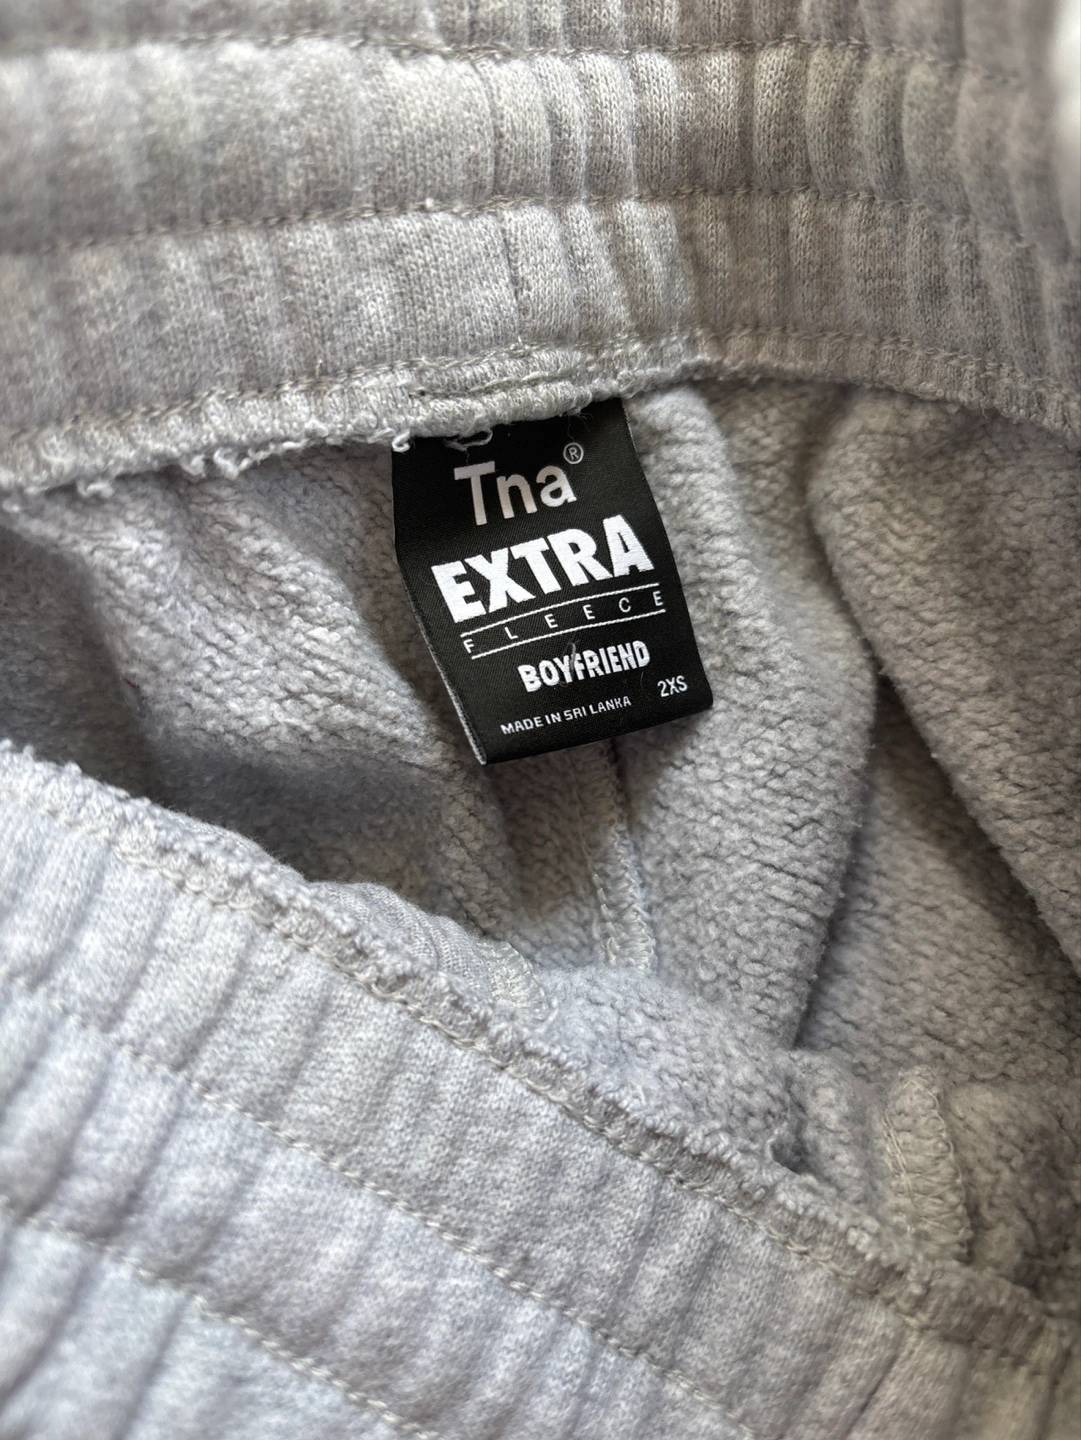 Tna®
EXTRA
FLEECE
BOYFRIEND
MADE IN SRI LANKA 2XS